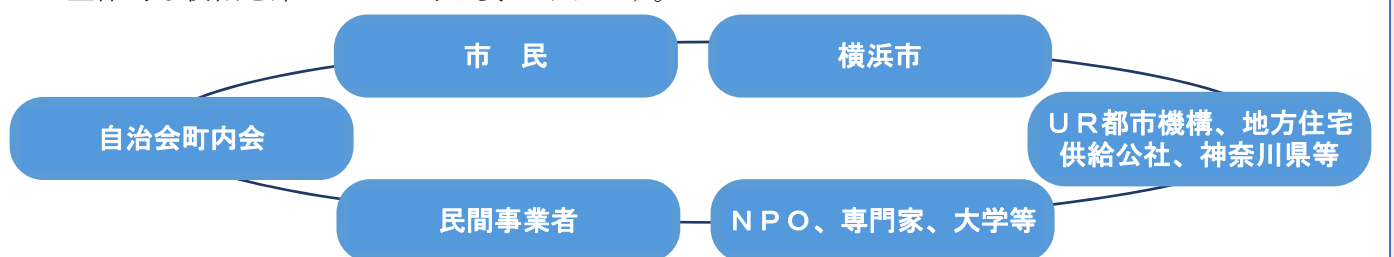 市　民
横浜市
自治会町内会
ＵＲ都市機構、地方住宅
供給公社、神奈川県等
民間事業者
ＮＰＯ、専門家、大学等